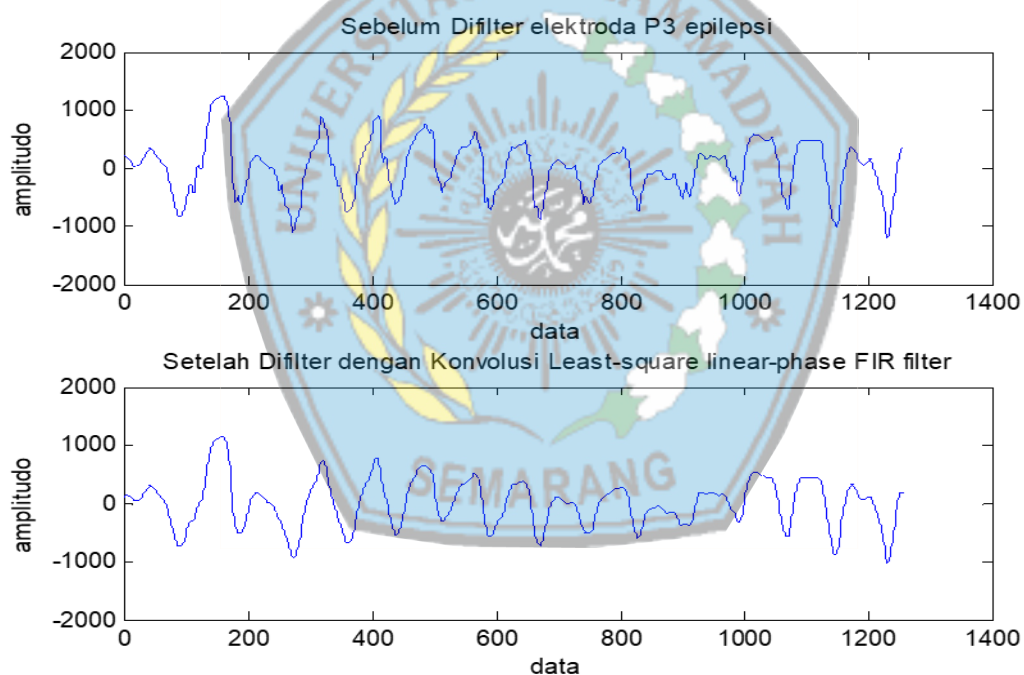 Sebelum Difilter elektroda P3 epilepsi
2000
1000
0
-1000
-2000
amplitudo
0 200 400 600 800 1000 1200 1400
data
Setelah Difilter dengan Konvolusi Least-square linear-phase FIR filter
2000
1000
0
-1000
-2000
amplitudo
0 200 400 600 800 1000 1200 1400
data
SEMARANG